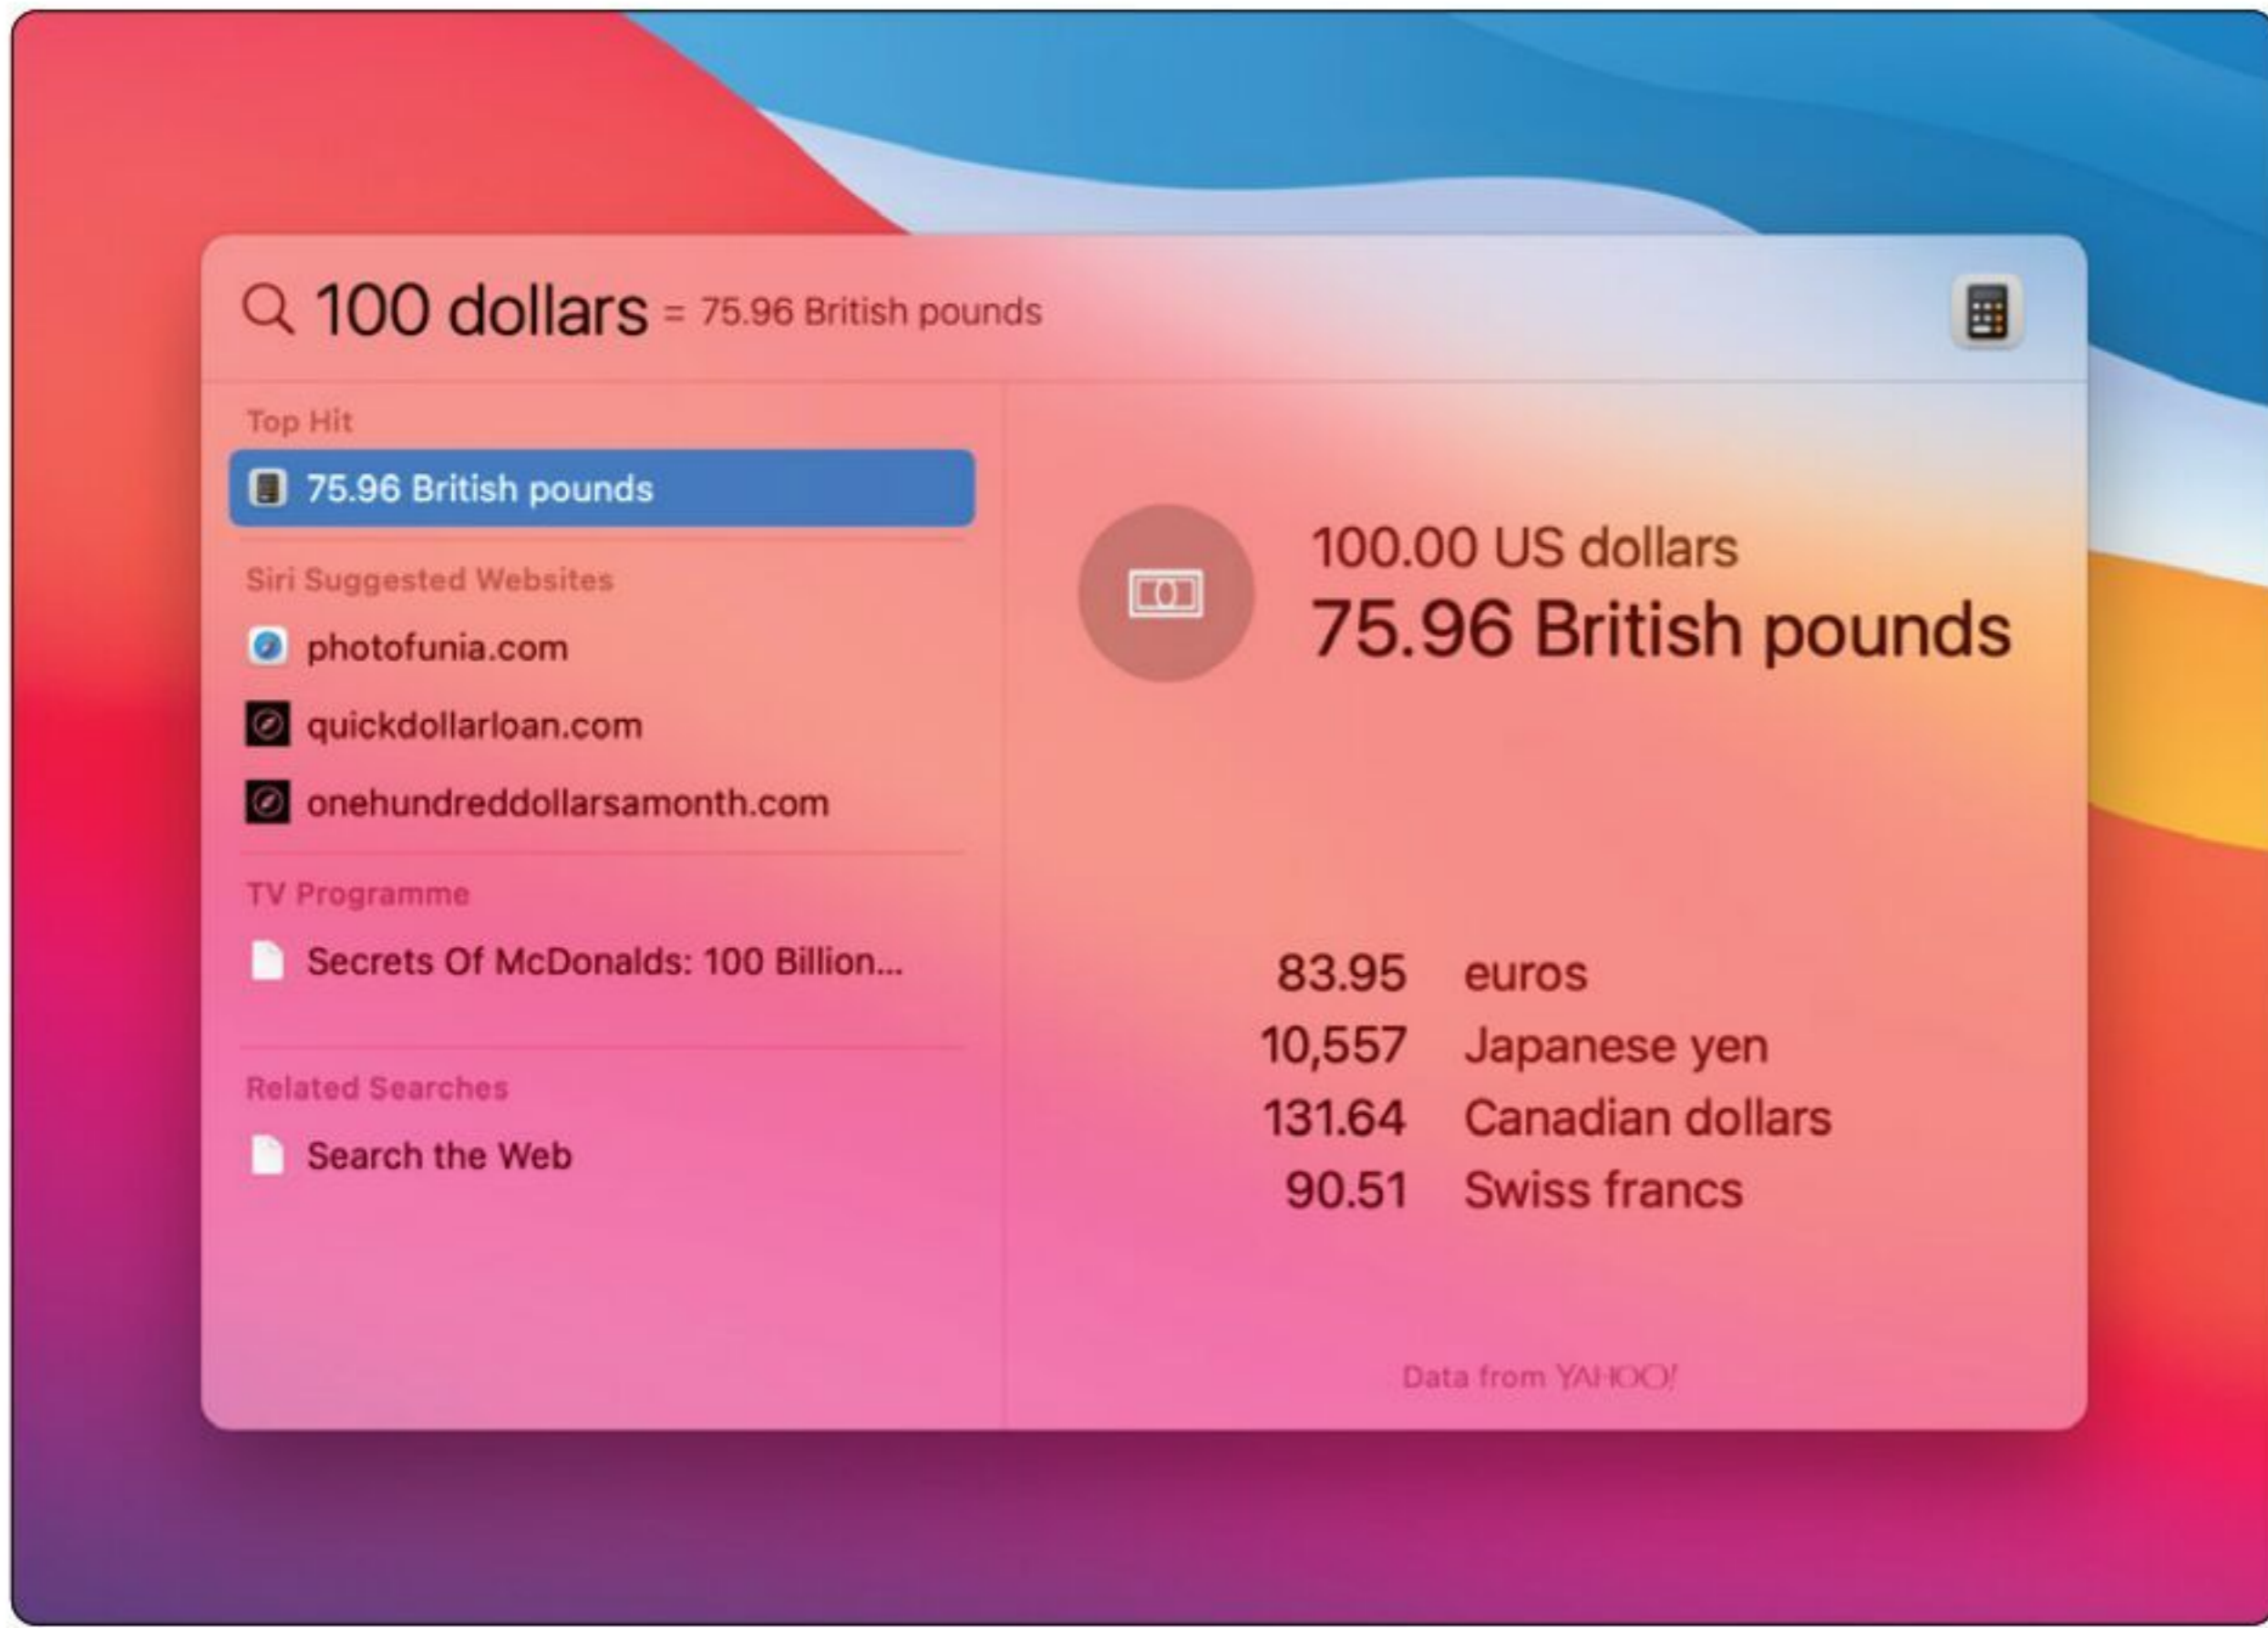 100 dollars = 75.96 British pounds
Top Hit
75.96 British pounds
Siri Suggested Websites
photofunia.com
quickdollarloan.com
onehundreddollarsamonth.com
TV Programme
Secrets Of McDonalds: 100 Billion...
Related Searches
Search the Web
100.00 US dollars
75.96 British pounds
83.95 euros
10,557 Japanese yen
131.64 Canadian dollars
90.51 Swiss francs
Data from YAHOO!